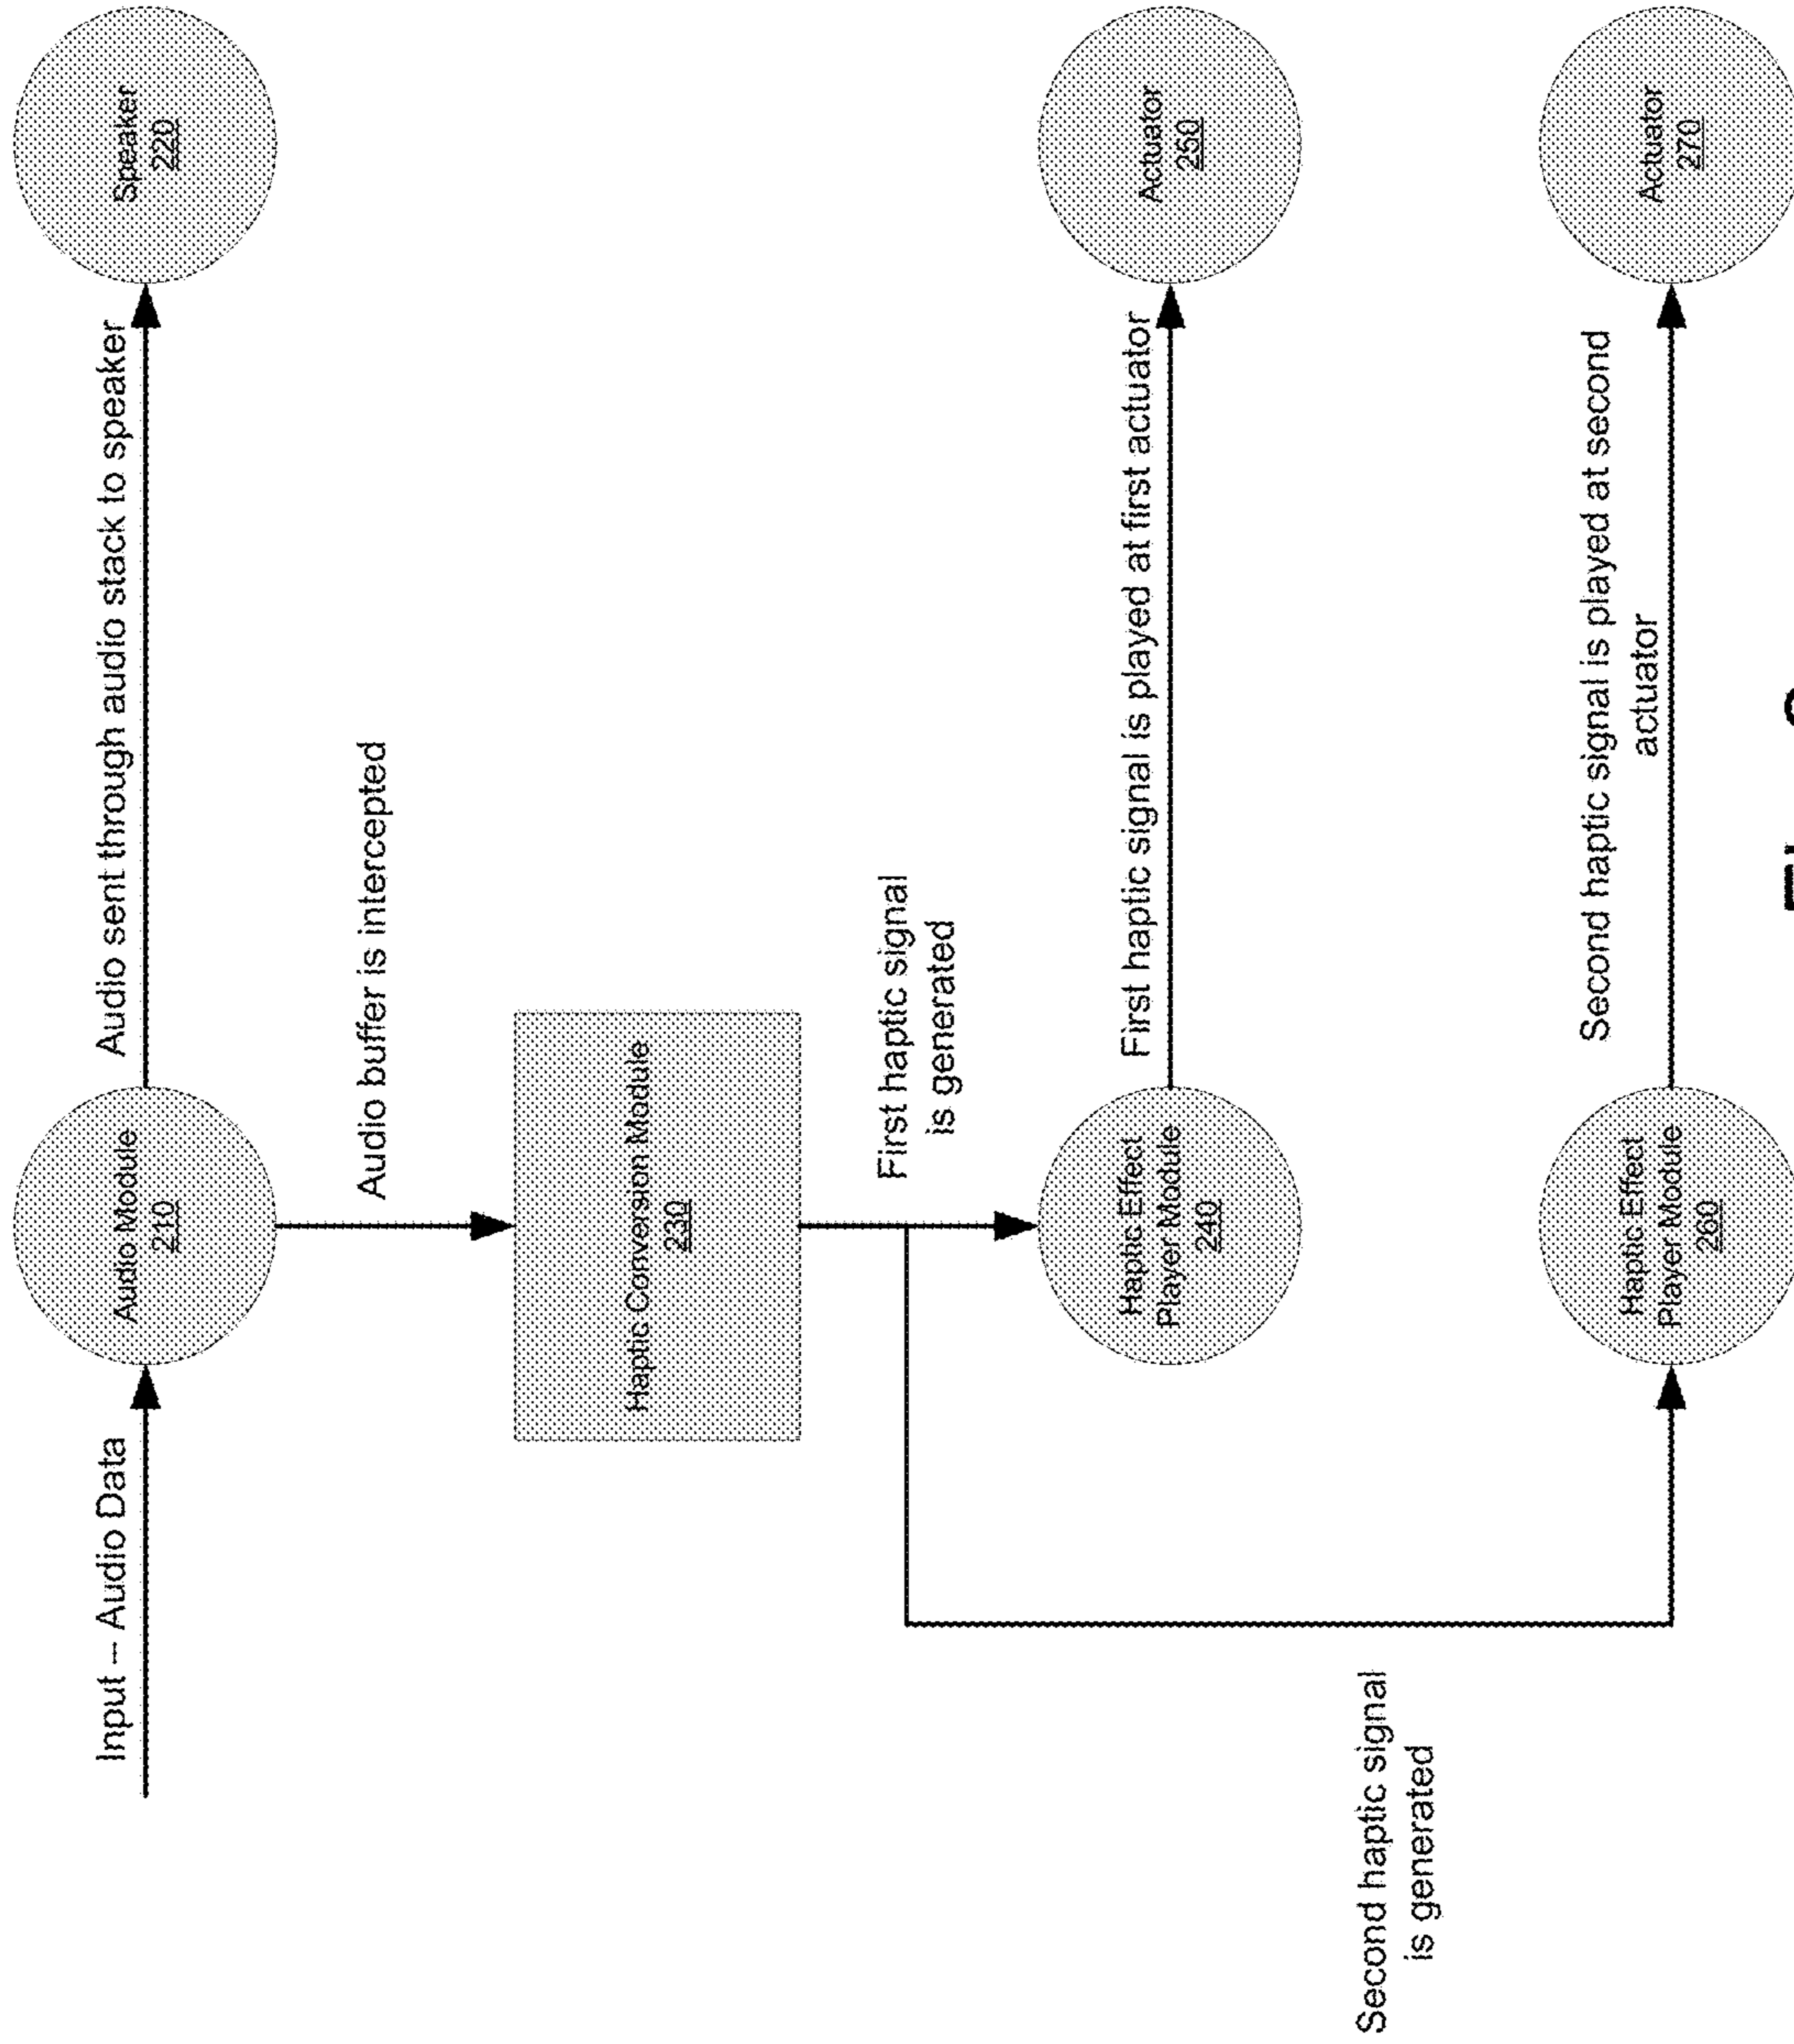 Input -- Audio Data
Audio Module
210
Audio sent through audio stack to speaker
Speaker
220
Audio buffer is intercepted
Haptic Conversion Module
230
First haptic signal
is generated
Haptic Effect
Player Module
240
First haptic signal is played at first actuator
Actuator
250
Second haptic signal
is generated
Haptic Effect
Player Module
260
Second haptic signal is played at second
actuator
Actuator
270